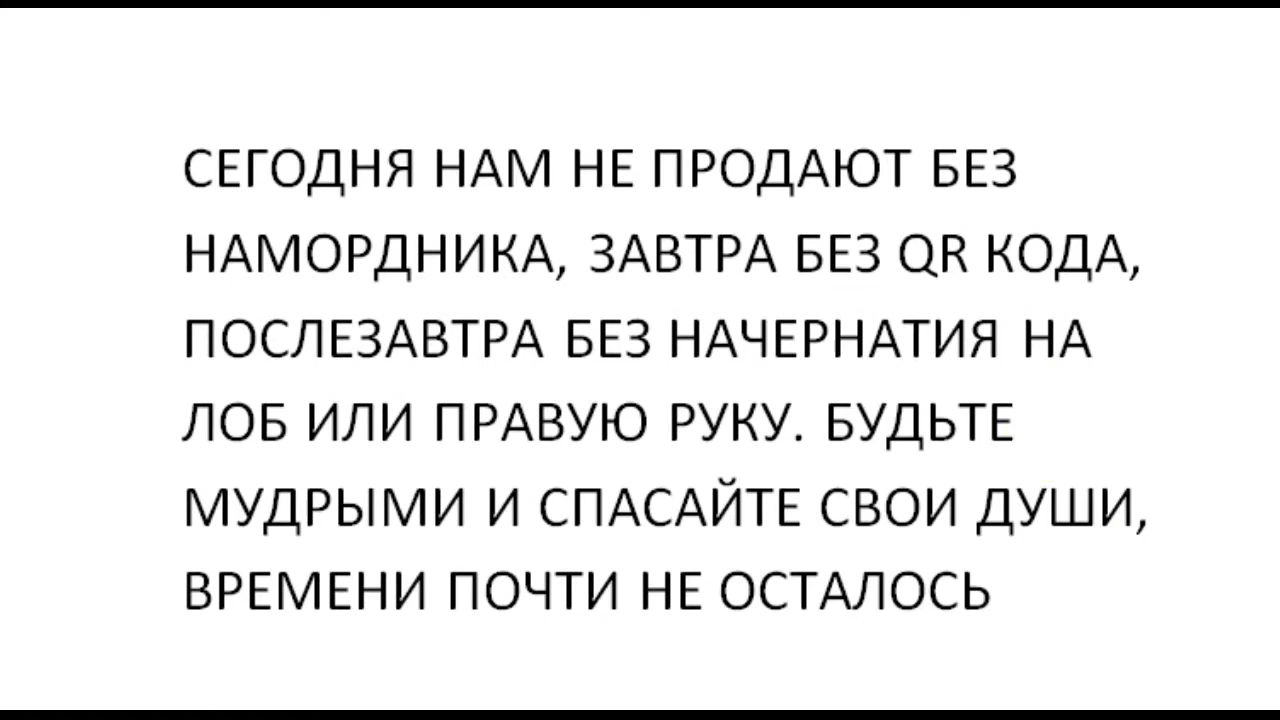 СЕГОДНЯ НАМ НЕ ПРОДАЮТ БЕЗ
НАМОРДНИКА, ЗАВТРА БЕЗ QR КОДА,
ПОСЛЕЗАВТРА БЕЗ НАЧЕРНАТИЯ НА
ЛОБ ИЛИ ПРАВУЮ РУКУ. БУДЬТЕ
МУДРЫМИ И СПАСАЙТЕ СВОИ ДУШИ,
ВРЕМЕНИ ПОЧТИ НЕ ОСТАЛОСЬ